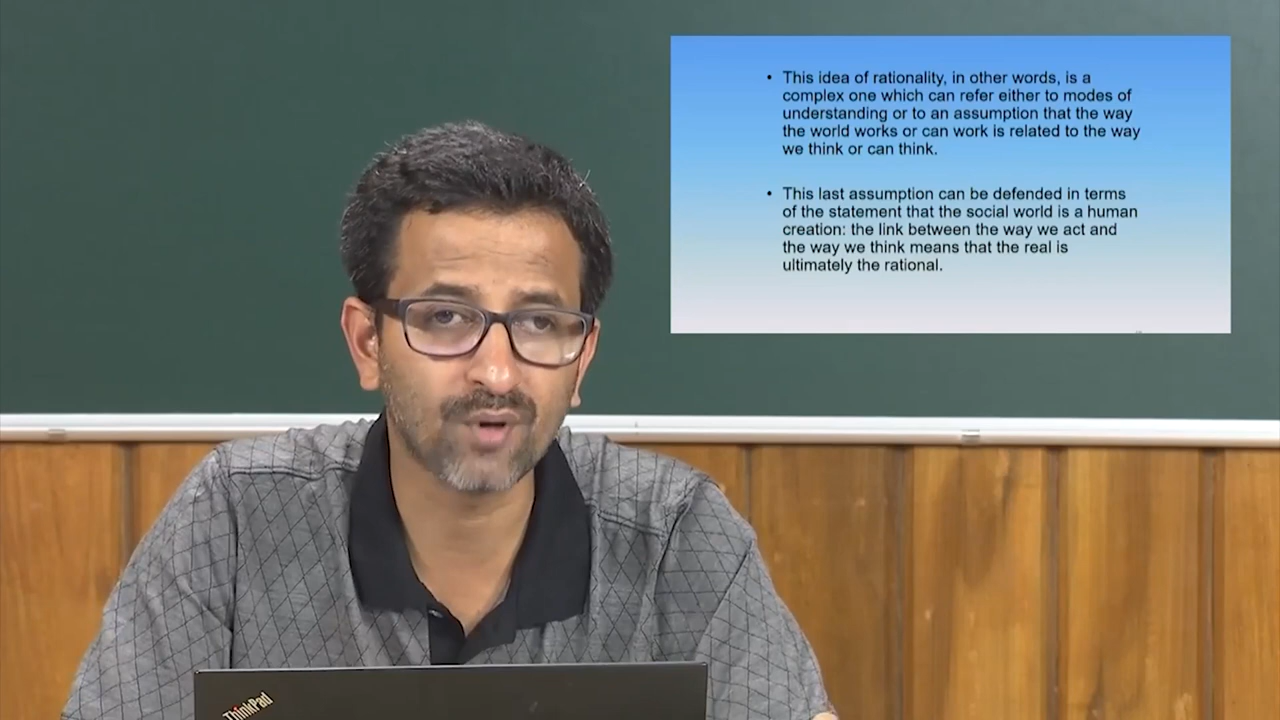 • This idea of rationality, in other words, is a
complex one which can refer either to modes of
understanding or to an assumption that the way
the world works or can work is related to the way
we think or can think.
• This last assumption can be defended in terms
of the statement that the social world is a human
creation: the link between the way we act and
the way we think means that the real is
ultimately the rational.
ThinkPad